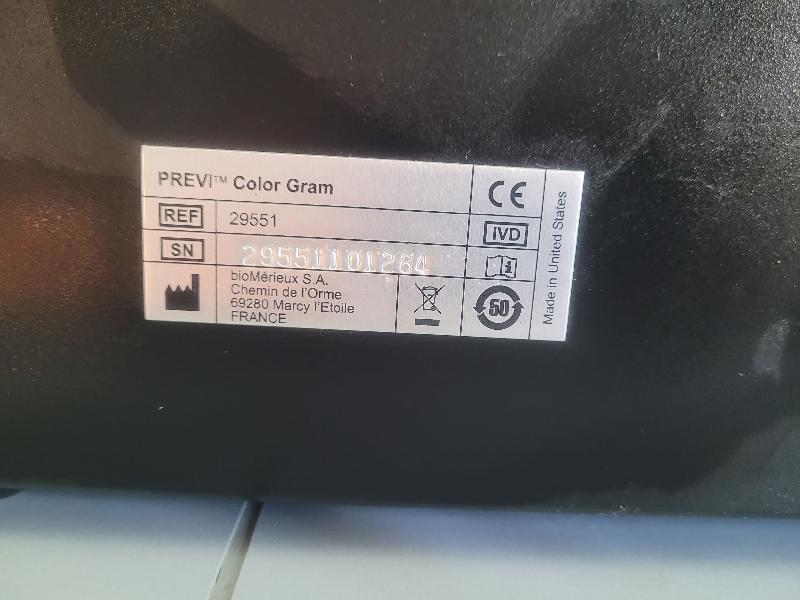 PREVI™ Color Gram
CE
REF 29551
IVD
SN 29551101284
bioMérieux S.A.
Chemin de l'Orme
69280 Marcy l'Etoile
FRANCE
50
Made in United States